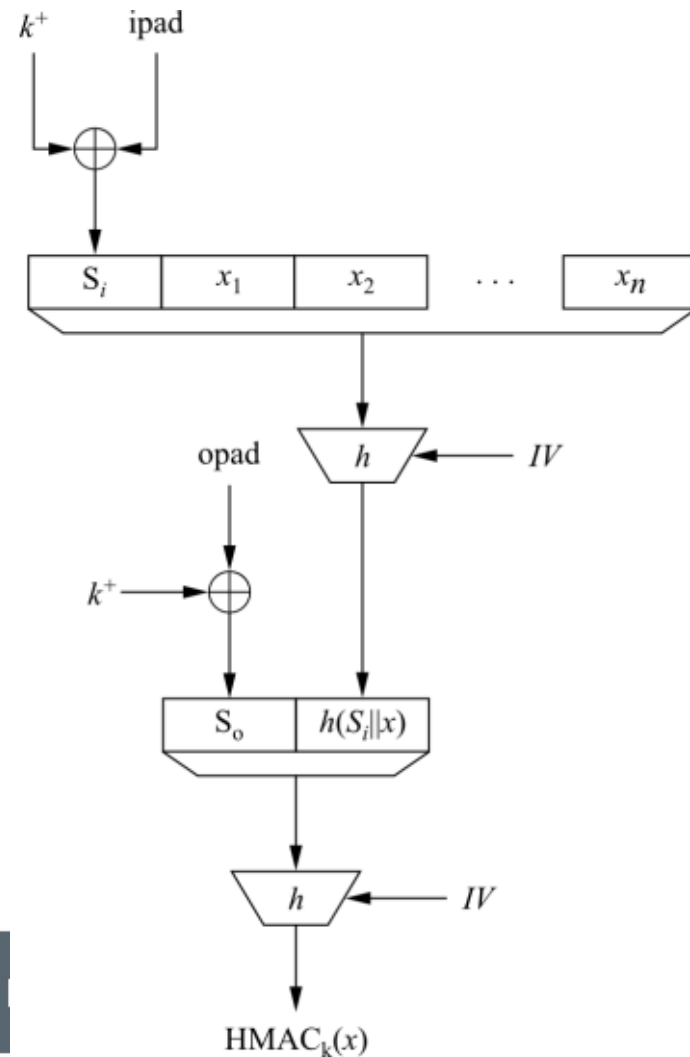 k⁺ ipad
Sᵢ x₁ x₂ . . . xₙ
h IV
opad
k⁺
Sₒ h(Sᵢ||x)
h IV
HMACₖ(x)